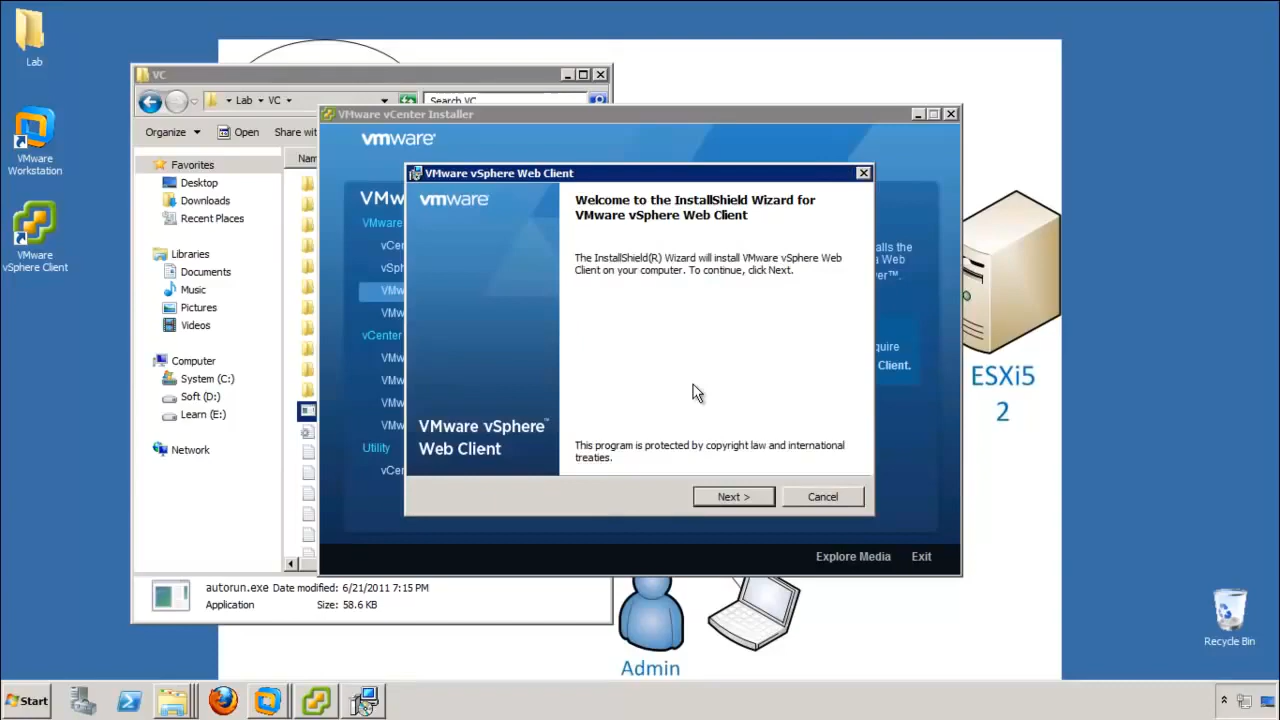 Lab
VMware
Workstation
VMware
vSphere Client
VC
Lab
VC
Search VC
Organize
Open
Share with
Favorites
Desktop
Downloads
Recent Places
Libraries
Documents
Music
Pictures
Videos
Computer
System (C:)
Soft (D:)
Learn (E:)
Network
autorun.exe Date modified: 6/21/2011 7:15 PM
Application Size: 58.6 KB
VMware vCenter Installer
vmware
VMware
vCenter
Utility
alls the
a Web
Client.
Explore Media
Exit
VMware vSphere Web Client
vmware
Welcome to the InstallShield Wizard for
VMware vSphere Web Client
The InstallShield(R) Wizard will install VMware vSphere Web
Client on your computer. To continue, click Next.
VMware vSphere™
Web Client
This program is protected by copyright law and international
treaties.
Next >
Cancel
ESXi5
2
Admin
Recycle Bin
Start